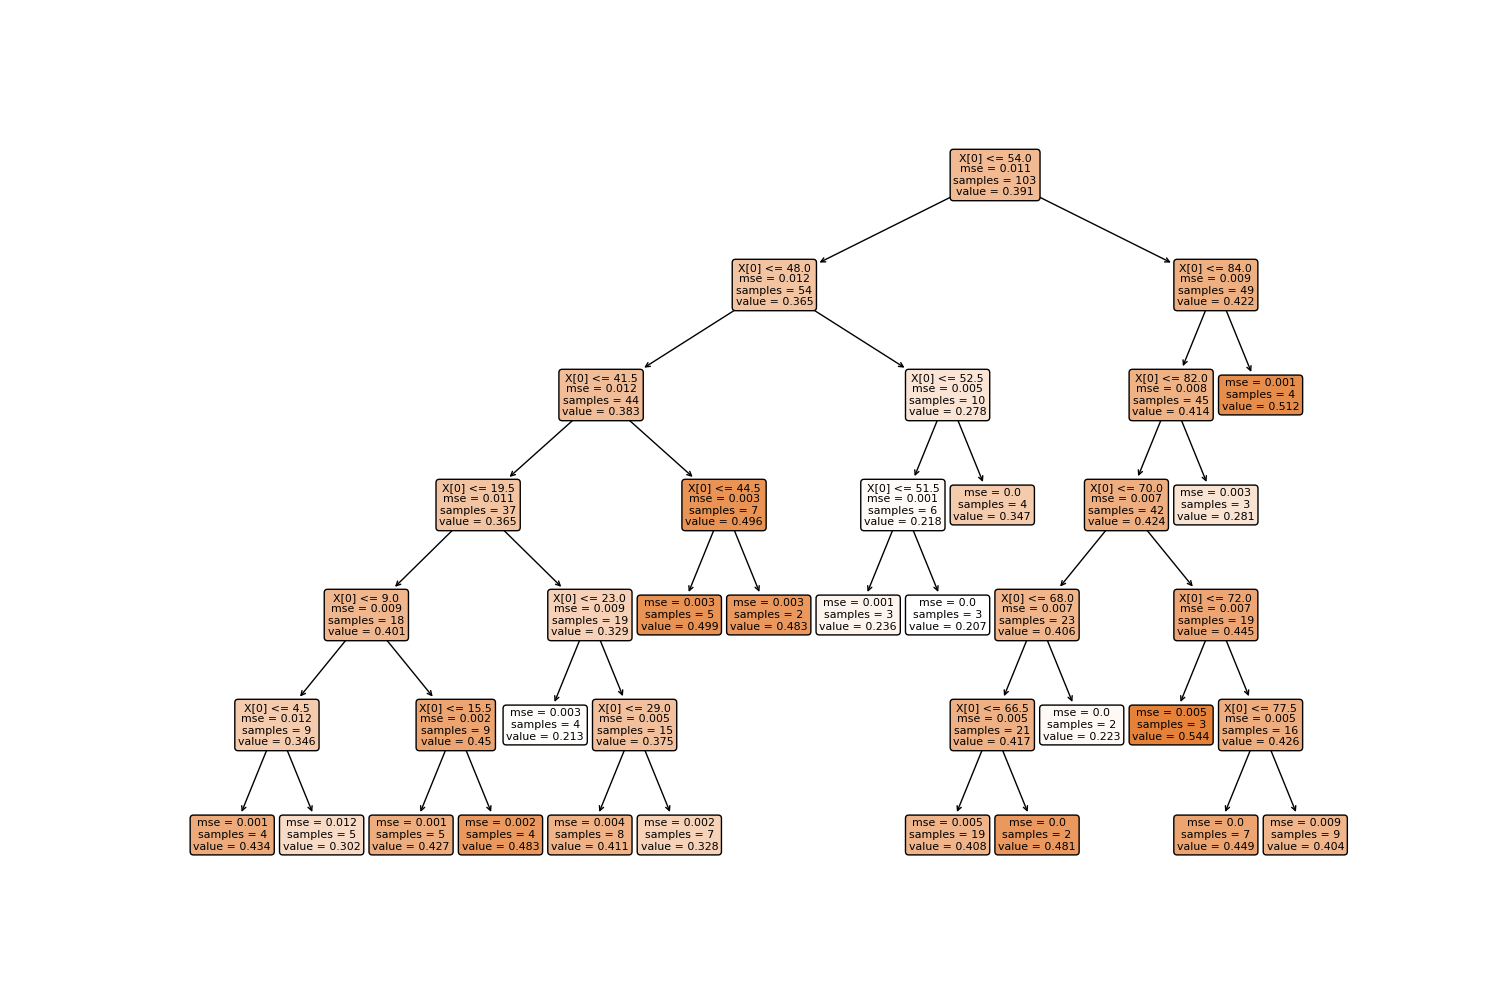 X[0] <= 54.0
mse = 0.011
samples = 103
value = 0.391
X[0] <= 48.0
mse = 0.012
samples = 54
value = 0.365
X[0] <= 84.0
mse = 0.009
samples = 49
value = 0.422
X[0] <= 41.5
mse = 0.012
samples = 44
value = 0.383
X[0] <= 52.5
mse = 0.005
samples = 10
value = 0.278
X[0] <= 82.0
mse = 0.008
samples = 45
value = 0.414
mse = 0.001
samples = 4
value = 0.512
X[0] <= 19.5
mse = 0.011
samples = 37
value = 0.365
X[0] <= 44.5
mse = 0.003
samples = 7
value = 0.496
X[0] <= 51.5
mse = 0.001
samples = 6
value = 0.218
mse = 0.0
samples = 4
value = 0.347
X[0] <= 70.0
mse = 0.007
samples = 42
value = 0.424
mse = 0.003
samples = 3
value = 0.281
X[0] <= 9.0
mse = 0.009
samples = 18
value = 0.401
X[0] <= 23.0
mse = 0.009
samples = 19
value = 0.329
mse = 0.003
samples = 5
value = 0.499
mse = 0.003
samples = 2
value = 0.483
mse = 0.001
samples = 3
value = 0.236
mse = 0.0
samples = 3
value = 0.207
X[0] <= 68.0
mse = 0.007
samples = 23
value = 0.406
X[0] <= 72.0
mse = 0.007
samples = 19
value = 0.445
X[0] <= 4.5
mse = 0.012
samples = 9
value = 0.346
X[0] <= 15.5
mse = 0.002
samples = 9
value = 0.45
mse = 0.003
samples = 4
value = 0.213
X[0] <= 29.0
mse = 0.005
samples = 15
value = 0.375
X[0] <= 66.5
mse = 0.005
samples = 21
value = 0.417
mse = 0.0
samples = 2
value = 0.223
mse = 0.005
samples = 3
value = 0.544
X[0] <= 77.5
mse = 0.005
samples = 16
value = 0.426
mse = 0.001
samples = 4
value = 0.434
mse = 0.012
samples = 5
value = 0.302
mse = 0.001
samples = 5
value = 0.427
mse = 0.002
samples = 4
value = 0.483
mse = 0.004
samples = 8
value = 0.411
mse = 0.002
samples = 7
value = 0.328
mse = 0.005
samples = 19
value = 0.408
mse = 0.0
samples = 2
value = 0.481
mse = 0.0
samples = 7
value = 0.449
mse = 0.009
samples = 9
value = 0.404